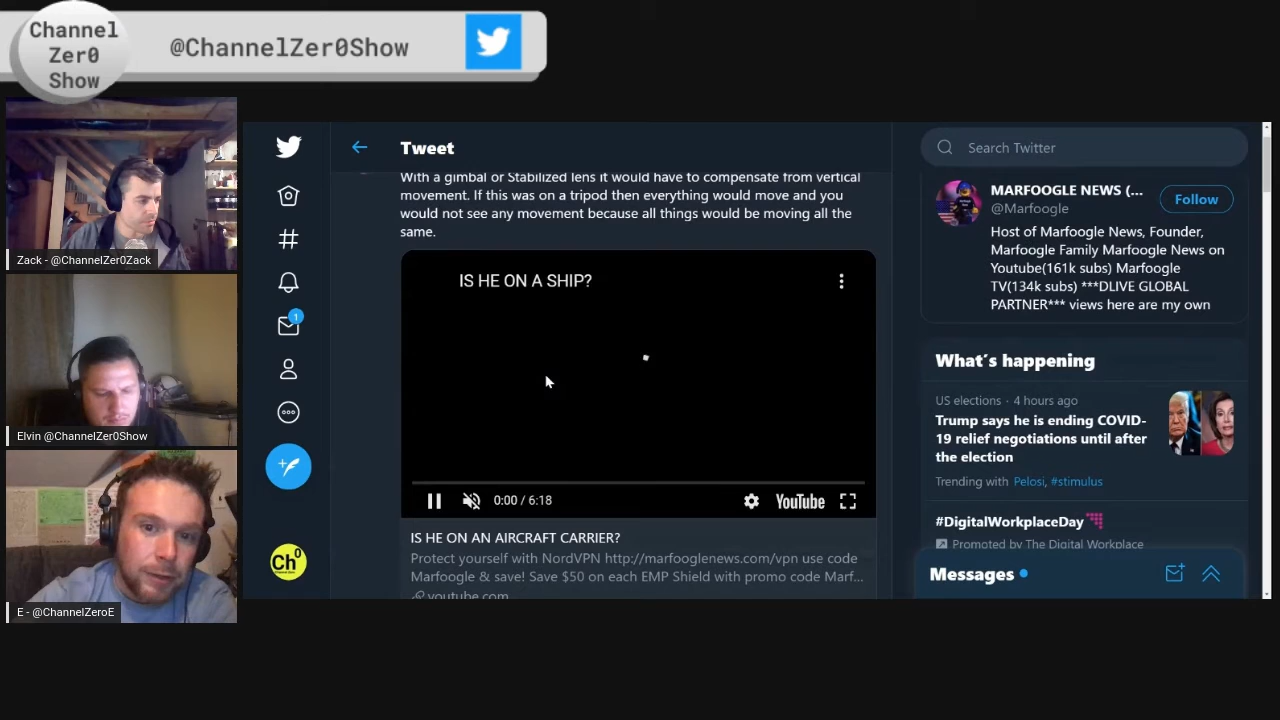 Channel
Zer0
Show
@ChannelZer0Show
Zack - @ChannelZer0Zack
Elvin @ChannelZer0Show
E - @ChannelZeroE
1
Ch0
Tweet
With a gimbal or Stabilized lens it would have to compensate from vertical
movement. If this was on a tripod then everything would move and you
would not see any movement because all things would be moving all the
same.
IS HE ON A SHIP?
0:00 / 6:18
YouTube
IS HE ON AN AIRCRAFT CARRIER?
Protect yourself with NordVPN http://marfooglenews.com/vpn use code
Marfoogle & save! Save $50 on each EMP Shield with promo code Marf...
youtube.com
Search Twitter
MARFOOGLE NEWS (...
@Marfoogle
Follow
Host of Marfoogle News, Founder,
Marfoogle Family Marfoogle News on
Youtube(161k subs) Marfoogle
TV(134k subs) ***DLIVE GLOBAL
PARTNER*** views here are my own
What's happening
US elections · 4 hours ago
Trump says he is ending COVID-
19 relief negotiations until after
the election
Trending with Pelosi, #stimulus
#DigitalWorkplaceDay
Promoted by The Digital Workplace
Messages